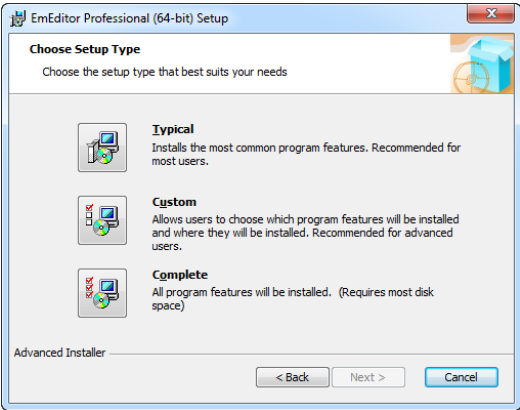 EmEditor Professional (64-bit) Setup
Choose Setup Type
Choose the setup type that best suits your needs
Typical
Installs the most common program features. Recommended for
most users.
Custom
Allows users to choose which program features will be installed
and where they will be installed. Recommended for advanced
users.
Complete
All program features will be installed. (Requires most disk
space)
Advanced Installer
< Back Next > Cancel